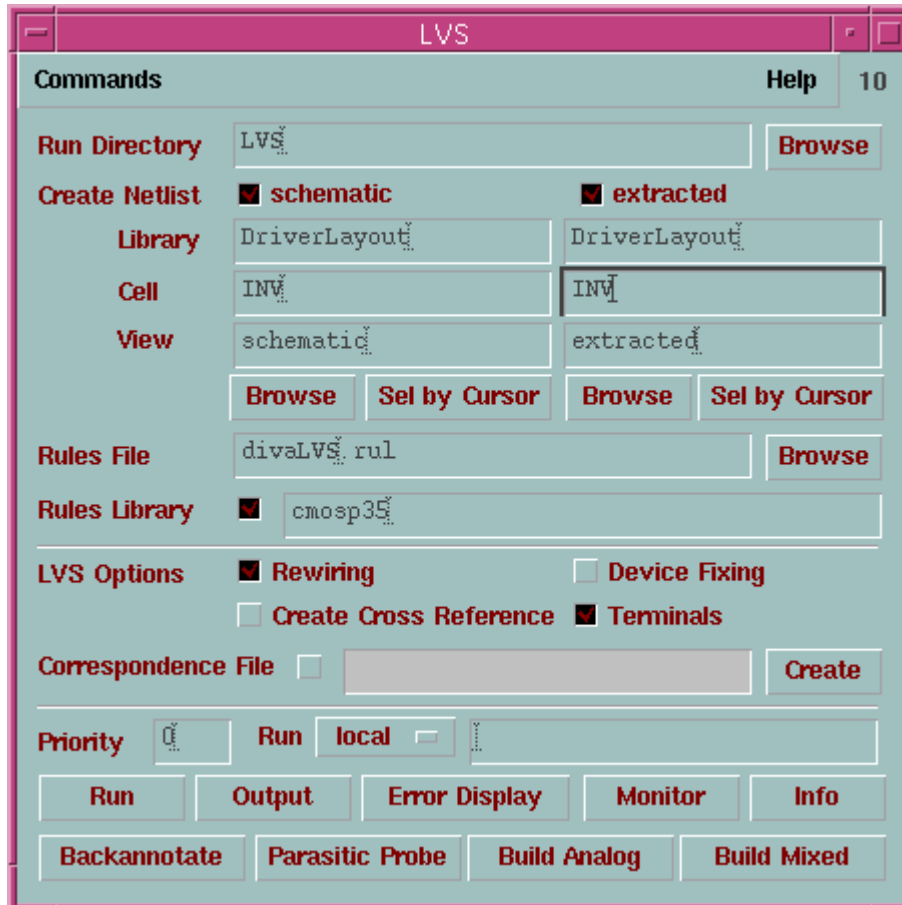 LVS
Commands Help 10
Run Directory LVS Browse
Create Netlist schematic extracted
Library DriverLayout DriverLayout
Cell INV INV
View schematic extracted
Browse Sel by Cursor Browse Sel by Cursor
Rules File divaLVS.rul Browse
Rules Library cmosp35
LVS Options Rewiring Device Fixing
Create Cross Reference Terminals
Correspondence File Create
Priority 0 Run local
Run Output Error Display Monitor Info
Backannotate Parasitic Probe Build Analog Build Mixed